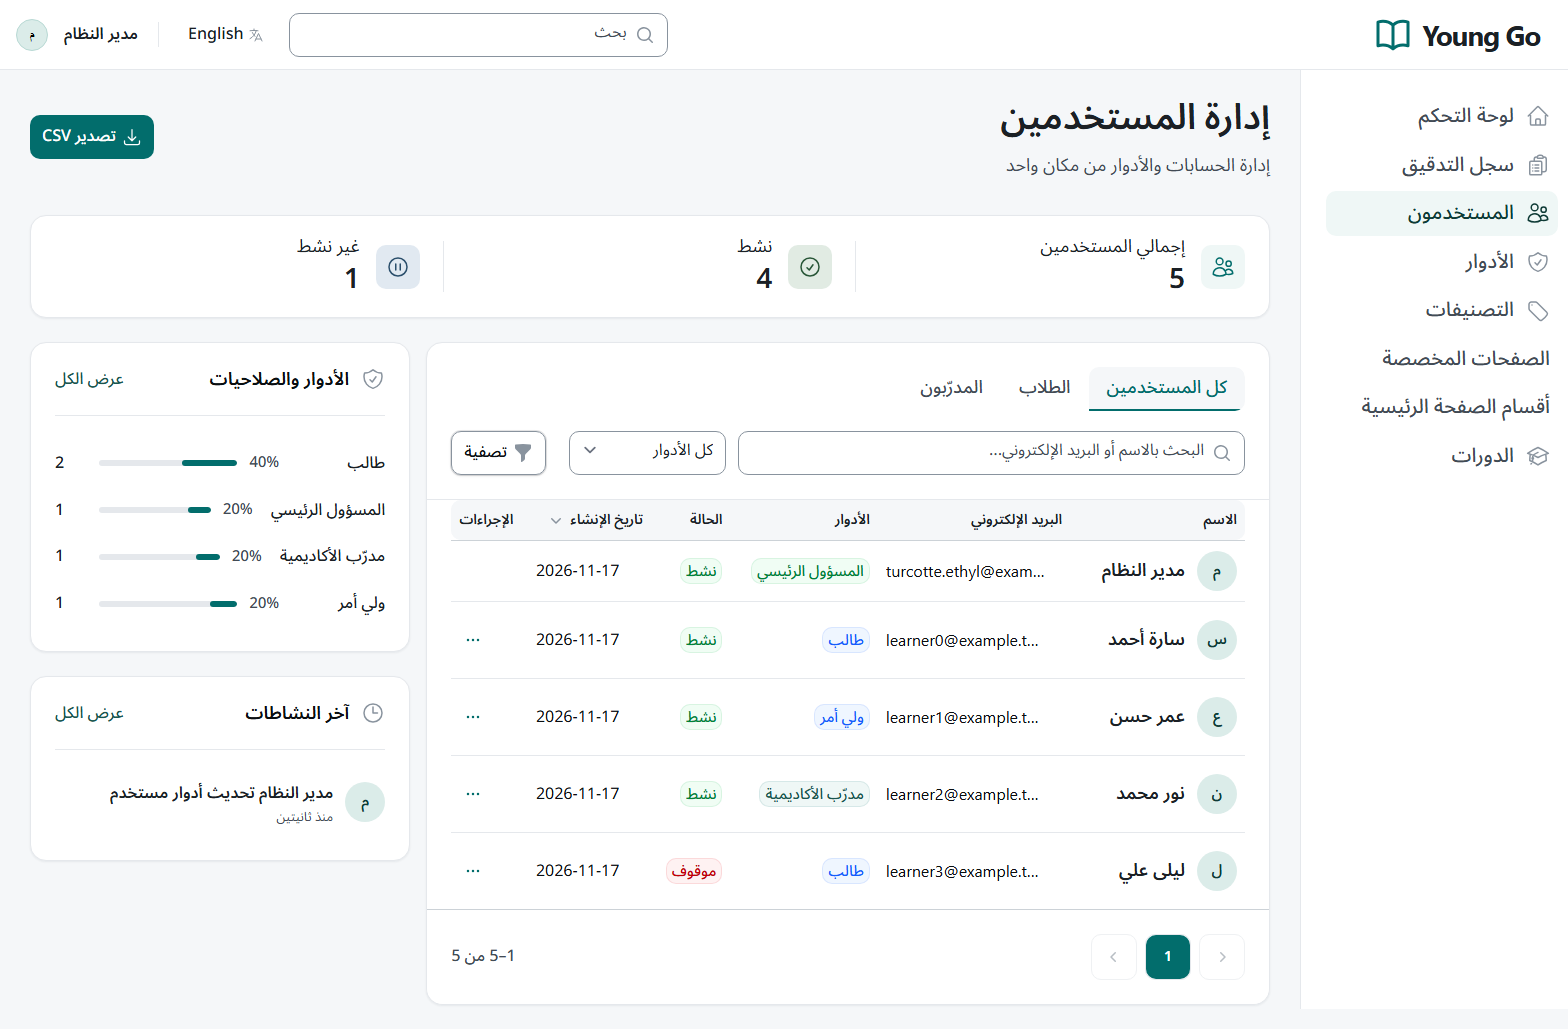 Young Go
بحث
English
مدير النظام
م
لوحة التحكم
سجل التدقيق
المستخدمون
الأدوار
التصنيفات
الصفحات المخصصة
أقسام الصفحة الرئيسية
الدورات
إدارة المستخدمين
إدارة الحسابات والأدوار من مكان واحد
تصدير CSV
إجمالي المستخدمين
5
نشط
4
غير نشط
1
كل المستخدمين الطلاب المدرّبون
البحث بالاسم أو البريد الإلكتروني...
كل الأدوار
تصفية
الاسم البريد الإلكتروني الأدوار الحالة تاريخ الإنشاء الإجراءات
م مدير النظام turcotte.ethyl@exam... المسؤول الرئيسي نشط 2026-11-17
س سارة أحمد learner0@example.t... طالب نشط 2026-11-17 ...
ع عمر حسن learner1@example.t... ولي أمر نشط 2026-11-17 ...
ن نور محمد learner2@example.t... مدرّب الأكاديمية نشط 2026-11-17 ...
ل ليلى علي learner3@example.t... طالب موقوف 2026-11-17 ...
1
1–5 من 5
الأدوار والصلاحيات
عرض الكل
طالب 40% 2
المسؤول الرئيسي 20% 1
مدرّب الأكاديمية 20% 1
ولي أمر 20% 1
آخر النشاطات
عرض الكل
م
مدير النظام تحديث أدوار مستخدم
منذ ثانيتين